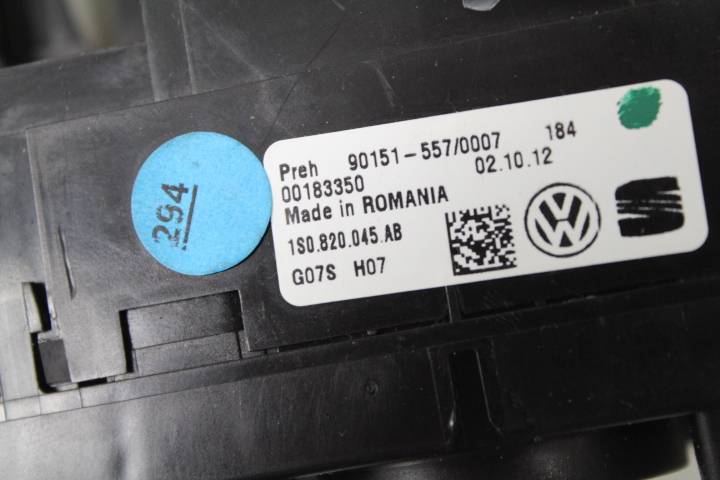 294
Preh 90151-557/0007 184
00183350 02.10.12
Made in ROMANIA
1S0.820.045.AB
G07S H07